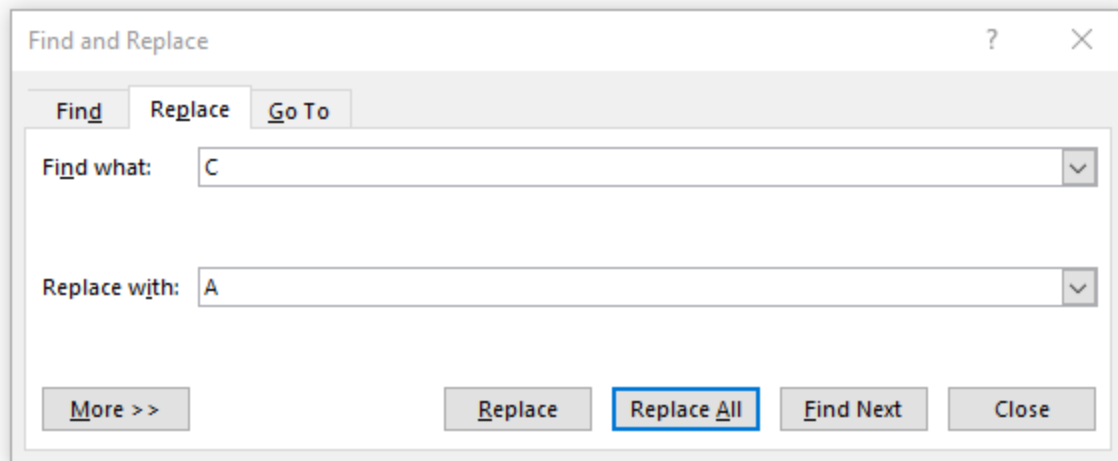 Find and Replace ?
Find Replace Go To
Find what: C
Replace with: A
More >> Replace Replace All Find Next Close